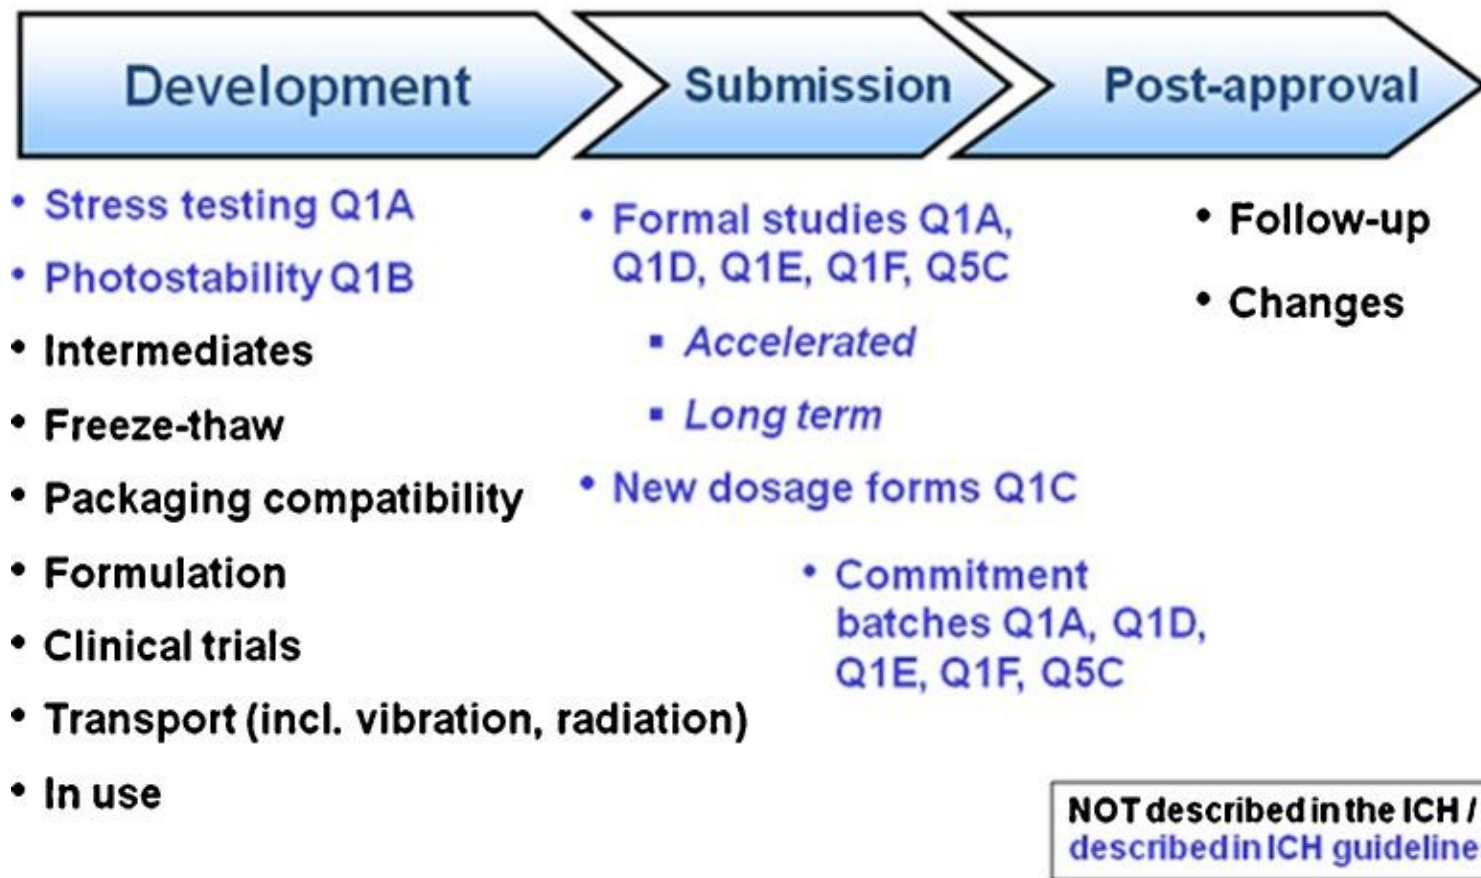 Development
Submission
Post-approval
• Stress testing Q1A
• Photostability Q1B
• Intermediates
• Freeze-thaw
• Packaging compatibility
• Formulation
• Clinical trials
• Transport (incl. vibration, radiation)
• In use
• Formal studies Q1A,
Q1D, Q1E, Q1F, Q5C
▪ Accelerated
▪ Long term
• New dosage forms Q1C
• Commitment
batches Q1A, Q1D,
Q1E, Q1F, Q5C
• Follow-up
• Changes
NOT described in the ICH /
described in ICH guideline